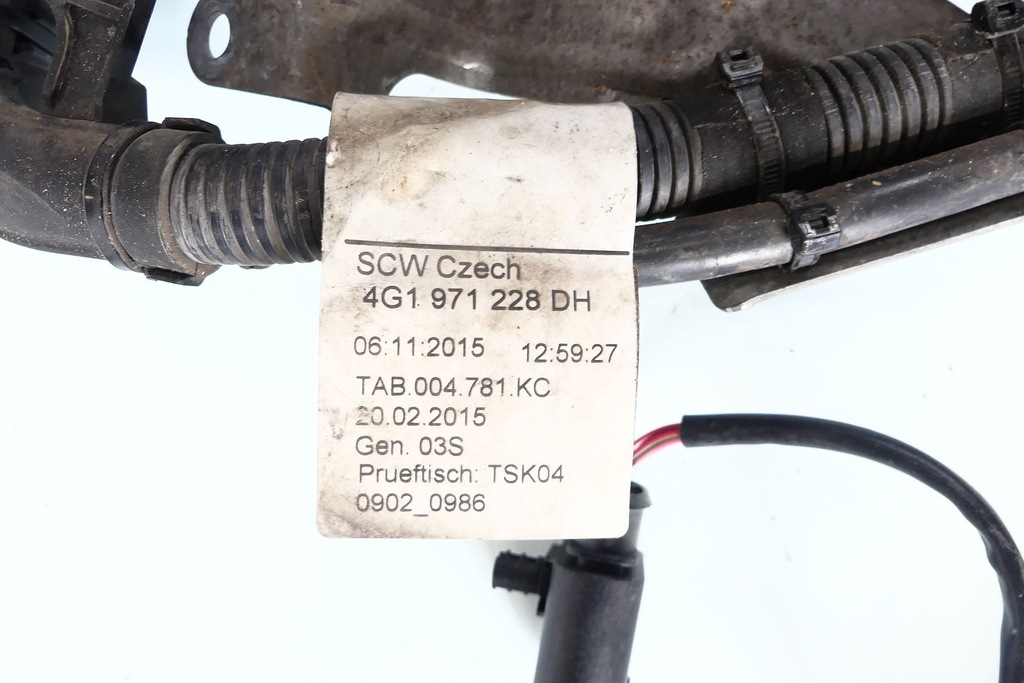 SCW Czech
4G1 971 228 DH
06:11:2015 12:59:27
TAB.004.781.KC
20.02.2015
Gen. 03S
Prueftisch: TSK04
0902_0986